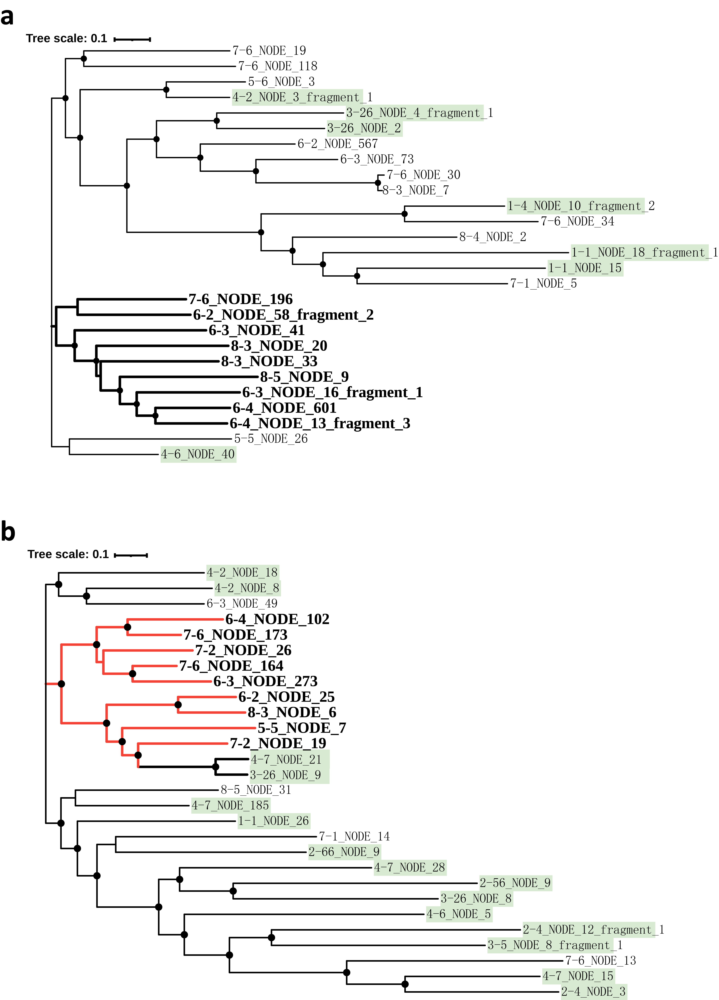 a
Tree scale: 0.1
7-6_NODE_19
7-6_NODE_118
5-6_NODE_3
4-2_NODE_3_fragment_1
3-26_NODE_4_fragment_1
3-26_NODE_2
6-2_NODE_567
6-3_NODE_73
7-6_NODE_30
8-3_NODE_7
1-4_NODE_10_fragment_2
7-6_NODE_34
8-4_NODE_2
1-1_NODE_18_fragment_1
1-1_NODE_15
7-1_NODE_5
7-6_NODE_196
6-2_NODE_58_fragment_2
6-3_NODE_41
8-3_NODE_20
8-3_NODE_33
8-5_NODE_9
6-3_NODE_16_fragment_1
6-4_NODE_601
6-4_NODE_13_fragment_3
5-5_NODE_26
4-6_NODE_40
b
Tree scale: 0.1
4-2_NODE_18
4-2_NODE_8
6-3_NODE_49
6-4_NODE_102
7-6_NODE_173
7-2_NODE_26
7-6_NODE_164
6-3_NODE_273
6-2_NODE_25
8-3_NODE_6
5-5_NODE_7
7-2_NODE_19
4-7_NODE_21
3-26_NODE_9
8-5_NODE_31
4-7_NODE_185
1-1_NODE_26
7-1_NODE_14
2-66_NODE_9
4-7_NODE_28
2-56_NODE_9
3-26_NODE_8
4-6_NODE_5
2-4_NODE_12_fragment_1
3-5_NODE_8_fragment_1
7-6_NODE_13
4-7_NODE_15
2-4_NODE_3